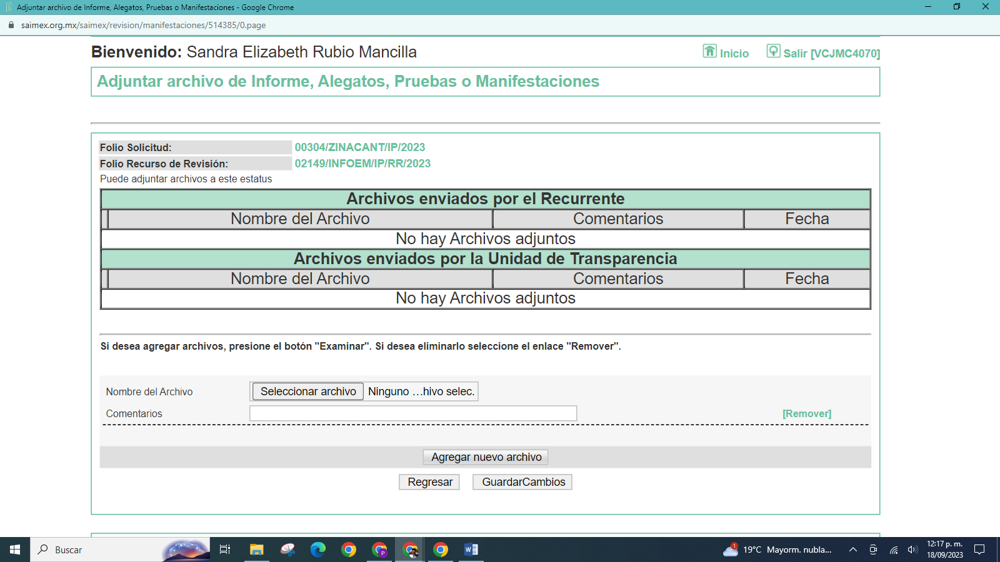 Adjuntar archivo de Informe, Alegatos, Pruebas o Manifestaciones - Google Chrome
saimex.org.mx/saimex/revision/manifestaciones/514385/0.page
Bienvenido: Sandra Elizabeth Rubio Mancilla
Inicio
Salir [VCJMC4070]
Adjuntar archivo de Informe, Alegatos, Pruebas o Manifestaciones
Folio Solicitud: 00304/ZINACANT/IP/2023
Folio Recurso de Revisión: 02149/INFOEM/IP/RR/2023
Puede adjuntar archivos a este estatus
Archivos enviados por el Recurrente
Nombre del Archivo Comentarios Fecha
No hay Archivos adjuntos
Archivos enviados por la Unidad de Transparencia
Nombre del Archivo Comentarios Fecha
No hay Archivos adjuntos
Si desea agregar archivos, presione el botón "Examinar". Si desea eliminarlo seleccione el enlace "Remover".
Nombre del Archivo Seleccionar archivo Ninguno ...hivo selec.
Comentarios [Remover]
Agregar nuevo archivo
Regresar GuardarCambios
Buscar
P
W
1
19°C Mayorm. nubla...
12:17 p. m.
18/09/2023